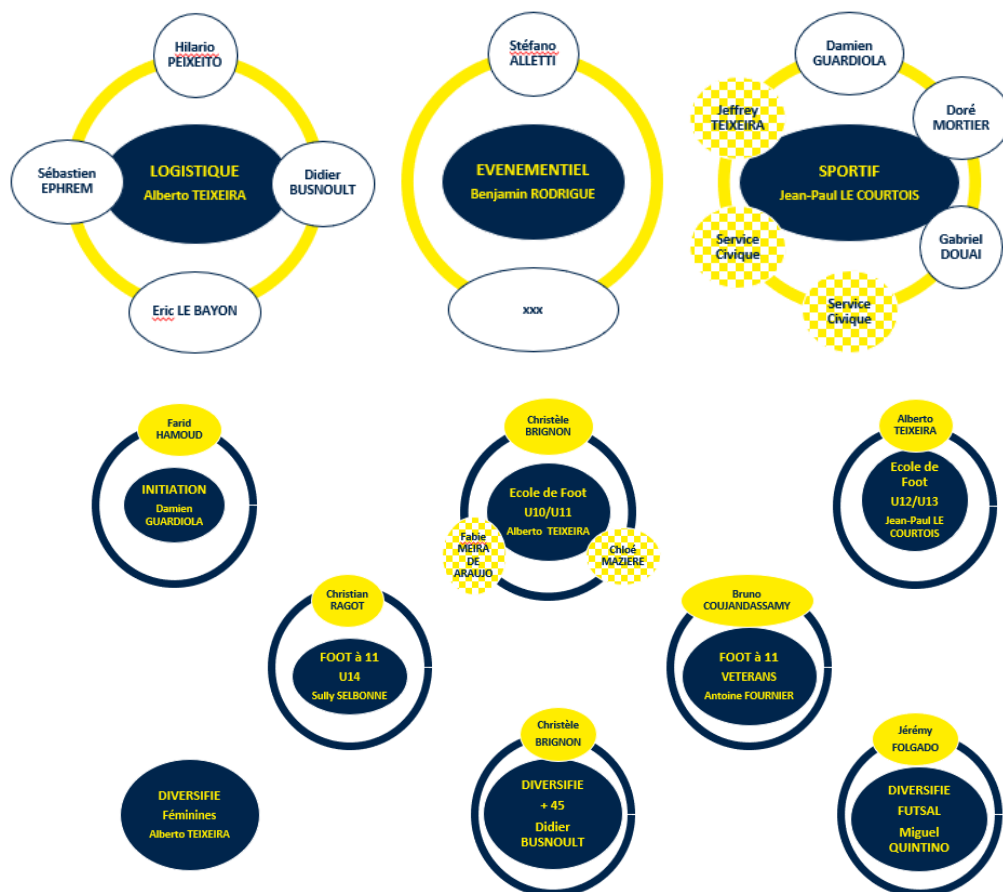 Hilario
PEIXEITO
Sébastien
EPHREM
LOGISTIQUE
Alberto TEIXEIRA
Didier
BUSNOULT
Eric LE BAYON
Stéfano
ALLETTI
EVENEMENTIEL
Benjamin RODRIGUE
xxx
Damien
GUARDIOLA
Jeffrey
TEIXEIRA
Doré
MORTIER
SPORTIF
Jean-Paul LE COURTOIS
Service
Civique
Gabriel
DOUAI
Service
Civique
Farid
HAMOUD
INITIATION
Damien
GUARDIOLA
Christèle
BRIGNON
Ecole de Foot
U10/U11
Alberto TEIXEIRA
Fabie
MEIRA
DE
ARAUJO
Chloé
MAZIERE
Alberto
TEIXEIRA
Ecole de
Foot
U12/U13
Jean-Paul LE
COURTOIS
Christian
RAGOT
FOOT à 11
U14
Sully SELBONNE
Bruno
COUJANDASSAMY
FOOT à 11
VETERANS
Antoine FOURNIER
DIVERSIFIE
Féminines
Alberto TEIXEIRA
Christèle
BRIGNON
DIVERSIFIE
+ 45
Didier
BUSNOULT
Jérémy
FOLGADO
DIVERSIFIE
FUTSAL
Miguel
QUINTINO